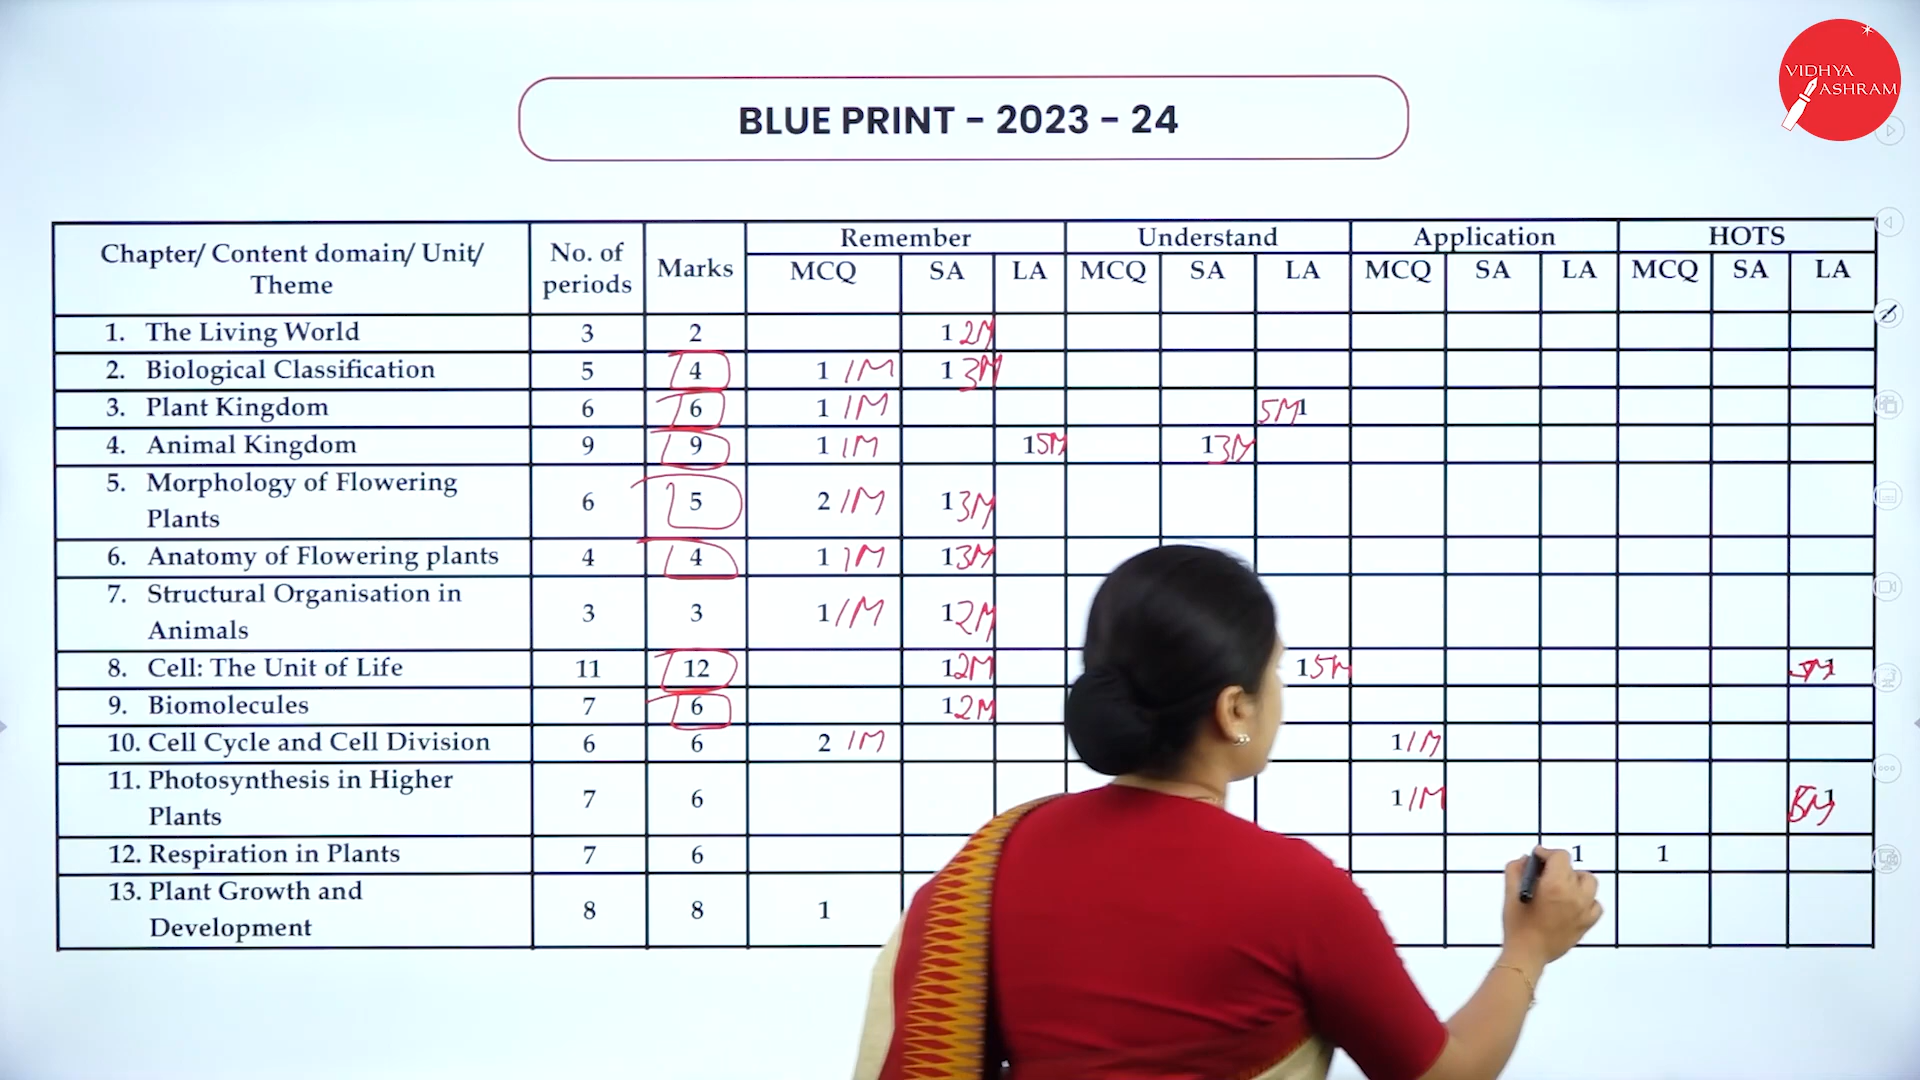 VIDHYA
ASHRAM
BLUE PRINT - 2023 - 24
Chapter/ Content domain/ Unit/ Theme No. of periods Marks Remember Understand Application HOTS
MCQ SA LA MCQ SA LA MCQ SA LA MCQ SA LA
1. The Living World 3 2 1 2M
2. Biological Classification 5 4 1 1M 1 3M
3. Plant Kingdom 6 6 1 1M 5M 1
4. Animal Kingdom 9 9 1 1M 1 5M 1 3M
5. Morphology of Flowering Plants 6 5 2 1M 1 3M
6. Anatomy of Flowering plants 4 4 1 1M 1 3M
7. Structural Organisation in Animals 3 3 1 1M 1 2M
8. Cell: The Unit of Life 11 12 1 2M 1 5M 1
9. Biomolecules 7 6 1 2M
10. Cell Cycle and Cell Division 6 6 2 1M 1 1M
11. Photosynthesis in Higher Plants 7 6 1 1M 5M 1
12. Respiration in Plants 7 6 1 1
13. Plant Growth and Development 8 8 1